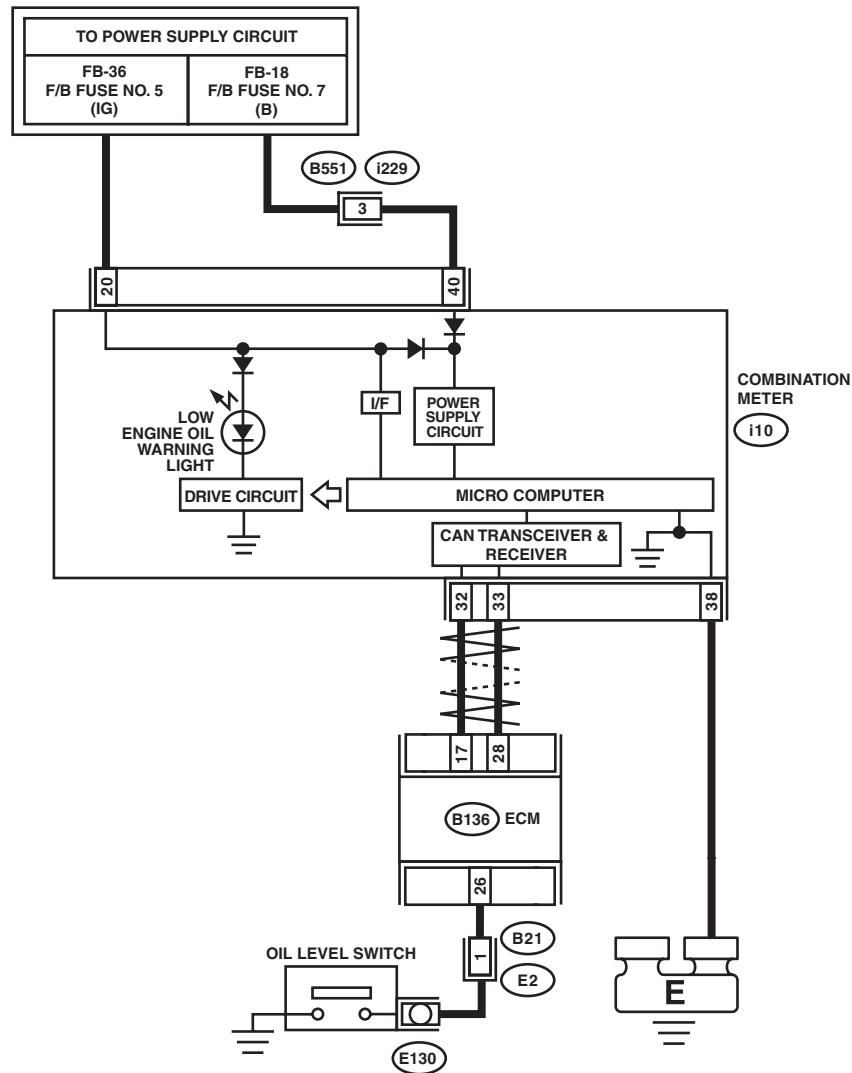 TO POWER SUPPLY CIRCUIT
FB-36
F/B FUSE NO. 5
(IG)
FB-18
F/B FUSE NO. 7
(B)
B551
i229
3
20
40
COMBINATION
METER
i10
LOW
ENGINE OIL
WARNING
LIGHT
I/F
POWER
SUPPLY
CIRCUIT
DRIVE CIRCUIT
MICRO COMPUTER
CAN TRANSCEIVER &
RECEIVER
32
33
38
17
28
B136
ECM
26
B21
1
E2
OIL LEVEL SWITCH
E130
E